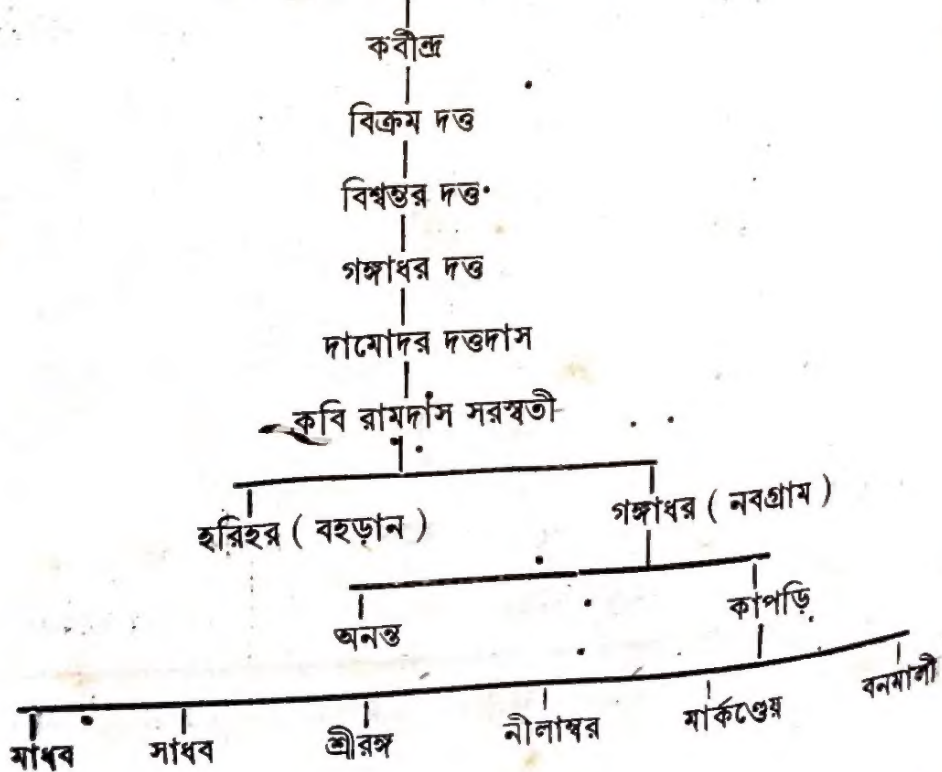 কবীন্দ্র
বিক্রম দত্ত
বিশ্বম্ভর দত্ত
গঙ্গাধর দত্ত
দামোদর দত্তদাস
কবি রামদাস সরস্বতী
হরিহর ( বহড়ান ) গঙ্গাধর ( নবগ্রাম )
অনন্ত কাপড়ি
মাধব সাধব শ্রীরঙ্গ নীলাম্বর মার্কণ্ডেয় বনমালী